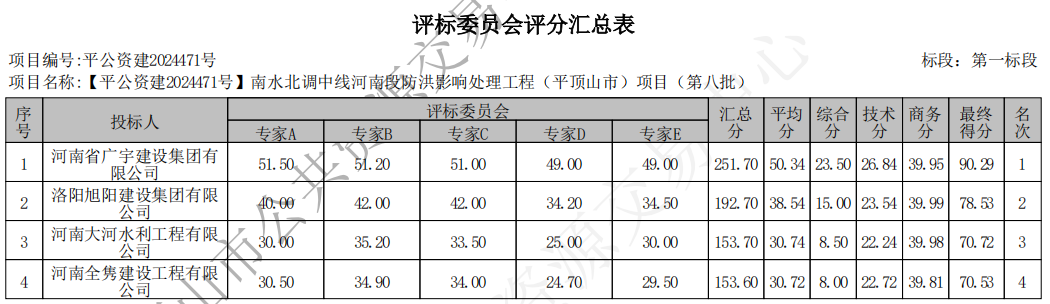 评标委员会评分汇总表
项目编号:平公资建2024471号 标段: 第一标段
项目名称:【平公资建2024471号】南水北调中线河南段防洪影响处理工程（平顶山市）项目（第八批）
序号 投标人 评标委员会 汇总分 平均分 综合分 技术分 商务分 最终得分 名次
专家A 专家B 专家C 专家D 专家E
1 河南省广宇建设集团有限公司 51.50 51.20 51.00 49.00 49.00 251.70 50.34 23.50 26.84 39.95 90.29 1
2 洛阳旭阳建设集团有限公司 40.00 42.00 42.00 34.20 34.50 192.70 38.54 15.00 23.54 39.99 78.53 2
3 河南大河水利工程有限公司 30.00 35.20 33.50 25.00 30.00 153.70 30.74 8.50 22.24 39.98 70.72 3
4 河南全隽建设工程有限公司 30.50 34.90 34.00 24.70 29.50 153.60 30.72 8.00 22.72 39.81 70.53 4